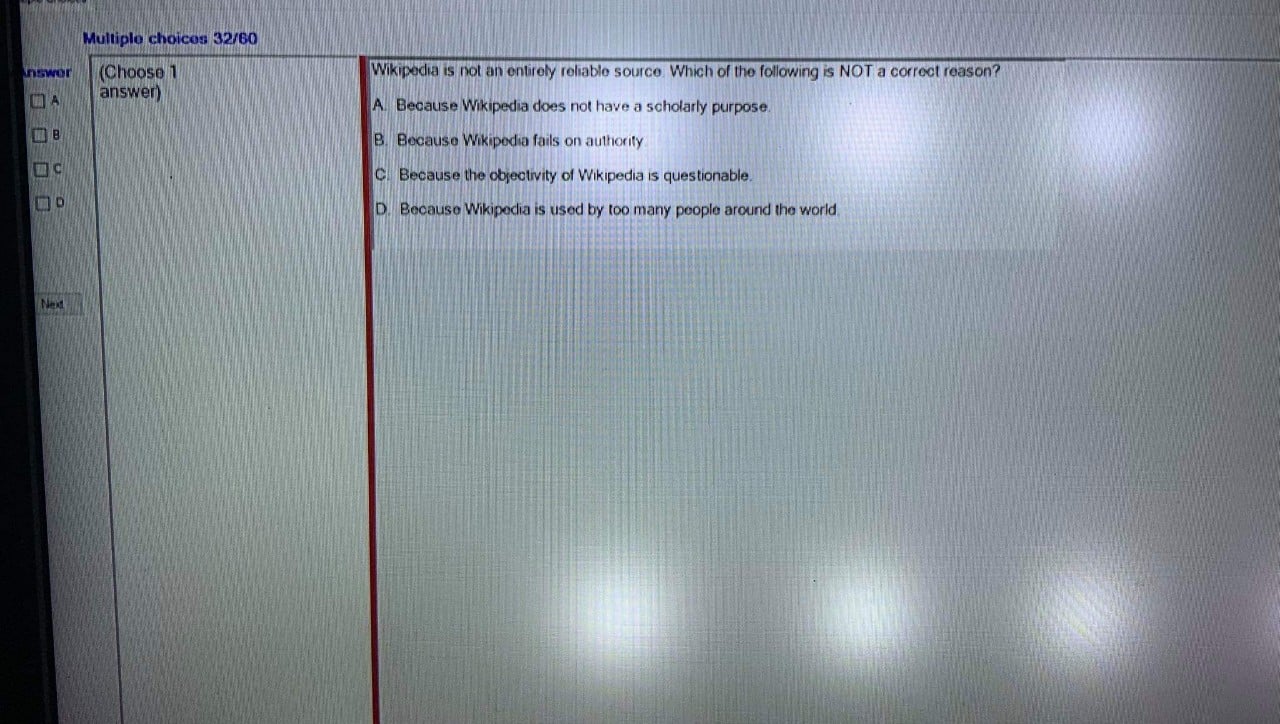 Multiple choices 32/60
Answer
(Choose 1
answer)
Wikipedia is not an entirely reliable source. Which of the following is NOT a correct reason?
A. Because Wikipedia does not have a scholarly purpose.
B. Because Wikipedia fails on authority.
C. Because the objectivity of Wikipedia is questionable.
D. Because Wikipedia is used by too many people around the world.
A
B
C
D
Next